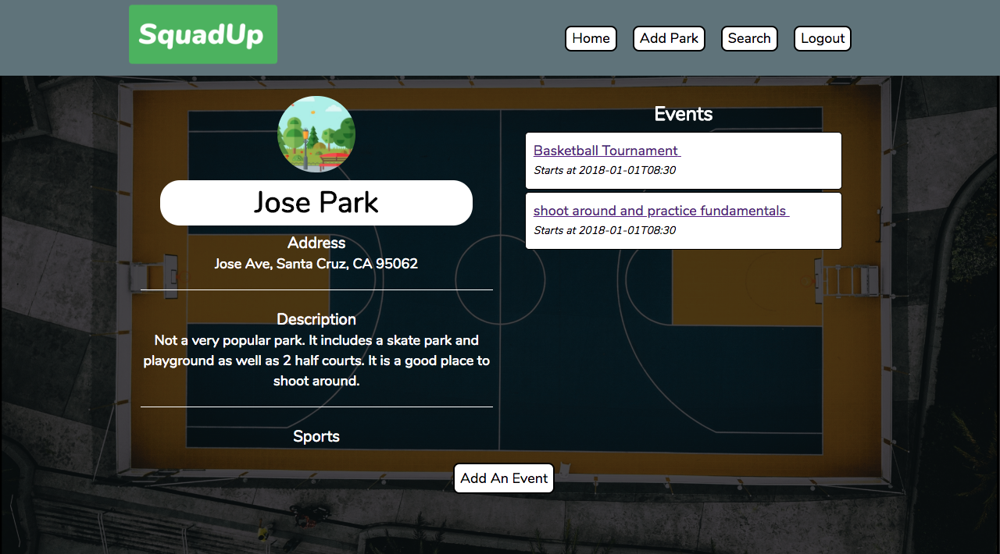 SquadUp
Home
Add Park
Search
Logout
Jose Park
Address
Jose Ave, Santa Cruz, CA 95062
Description
Not a very popular park. It includes a skate park and
playground as well as 2 half courts. It is a good place to
shoot around.
Sports
Events
Basketball Tournament
Starts at 2018-01-01T08:30
shoot around and practice fundamentals
Starts at 2018-01-01T08:30
Add An Event